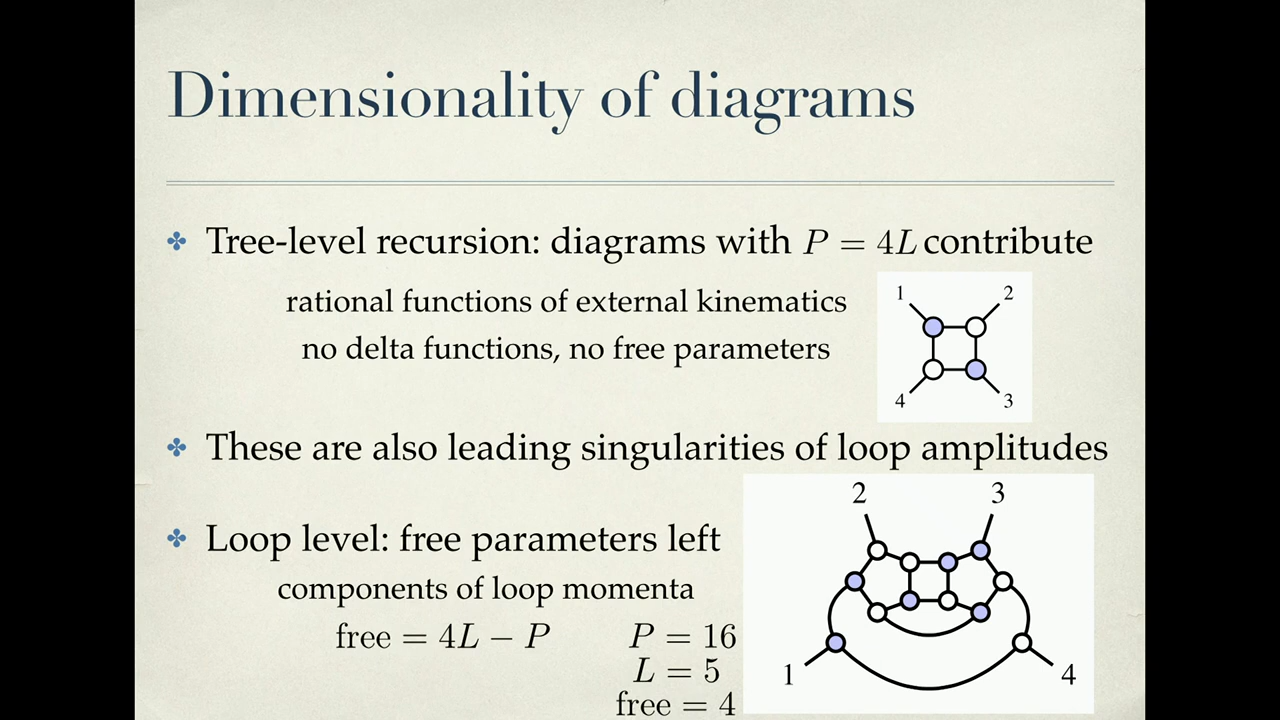 Dimensionality of diagrams
✤ Tree-level recursion: diagrams with P = 4L contribute
rational functions of external kinematics
no delta functions, no free parameters
1 2
4 3
✤ These are also leading singularities of loop amplitudes
2 3
✤ Loop level: free parameters left
components of loop momenta
free = 4L − P P = 16
L = 5
1 4
free = 4